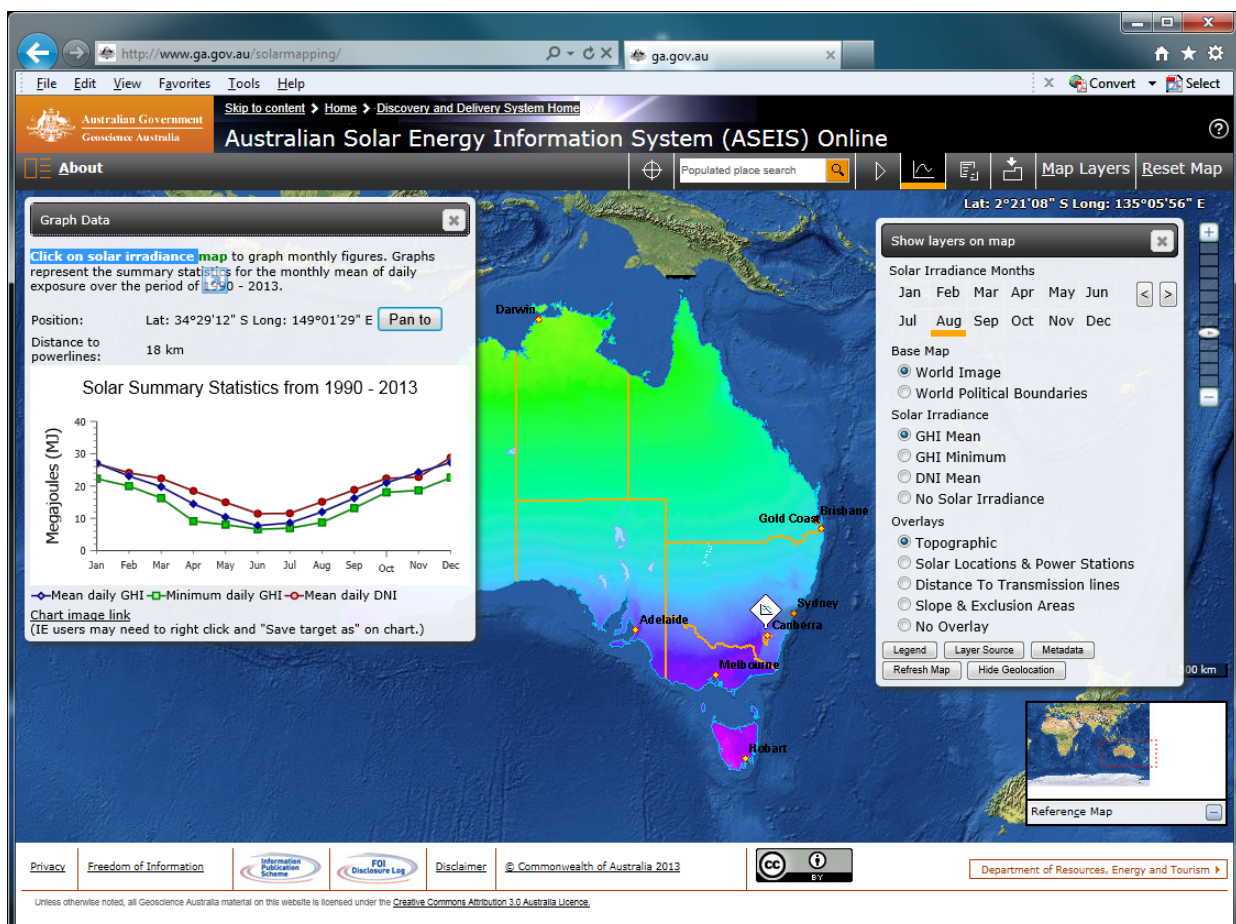 http://www.ga.gov.au/solarmapping/
ga.gov.au
File Edit View Favorites Tools Help
Convert Select
Australian Government
Geoscience Australia
Skip to content > Home > Discovery and Delivery System Home
Australian Solar Energy Information System (ASEIS) Online
About
Populated place search
Map Layers
Reset Map
Lat: 2°21'08" S Long: 135°05'56" E
Graph Data
Click on solar irradiance map to graph monthly figures. Graphs
represent the summary statistics for the monthly mean of daily
exposure over the period of 1990 - 2013.
Position: Lat: 34°29'12" S Long: 149°01'29" E Pan to
Distance to
powerlines: 18 km
Solar Summary Statistics from 1990 - 2013
Megajoules (MJ)
40
30
20
10
0
Jan Feb Mar Apr May Jun Jul Aug Sep Oct Nov Dec
Mean daily GHI Minimum daily GHI Mean daily DNI
Chart image link
(IE users may need to right click and "Save target as" on chart.)
Darwin
Brisbane
Gold Coast
Sydney
Adelaide
Canberra
Melbourne
Hobart
Show layers on map
Solar Irradiance Months
Jan Feb Mar Apr May Jun < >
Jul Aug Sep Oct Nov Dec
Base Map
World Image
World Political Boundaries
Solar Irradiance
GHI Mean
GHI Minimum
DNI Mean
No Solar Irradiance
Overlays
Topographic
Solar Locations & Power Stations
Distance To Transmission lines
Slope & Exclusion Areas
No Overlay
Legend Layer Source Metadata
Refresh Map Hide Geolocation
km
Reference Map
Privacy
Freedom of Information
Information
Publication
Scheme
FOI
Disclosure Log
Disclaimer
© Commonwealth of Australia 2013
cc
BY
Department of Resources, Energy and Tourism
Unless otherwise noted, all Geoscience Australia material on this website is licensed under the Creative Commons Attribution 3.0 Australia Licence.